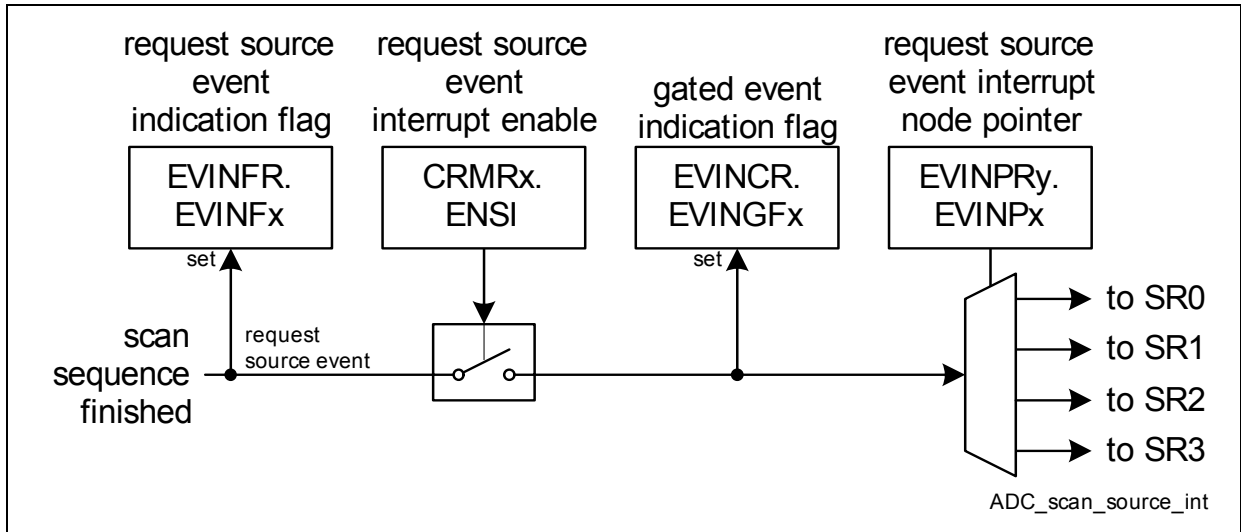 request source
event
indication flag
request source
event
interrupt enable
gated event
indication flag
request source
event interrupt
node pointer
EVINFR.
EVINFx
CRMRx.
ENSI
EVINCR.
EVINGFx
EVINPRy.
EVINPx
set
set
scan
sequence
finished
request
source event
to SR0
to SR1
to SR2
to SR3
ADC_scan_source_int